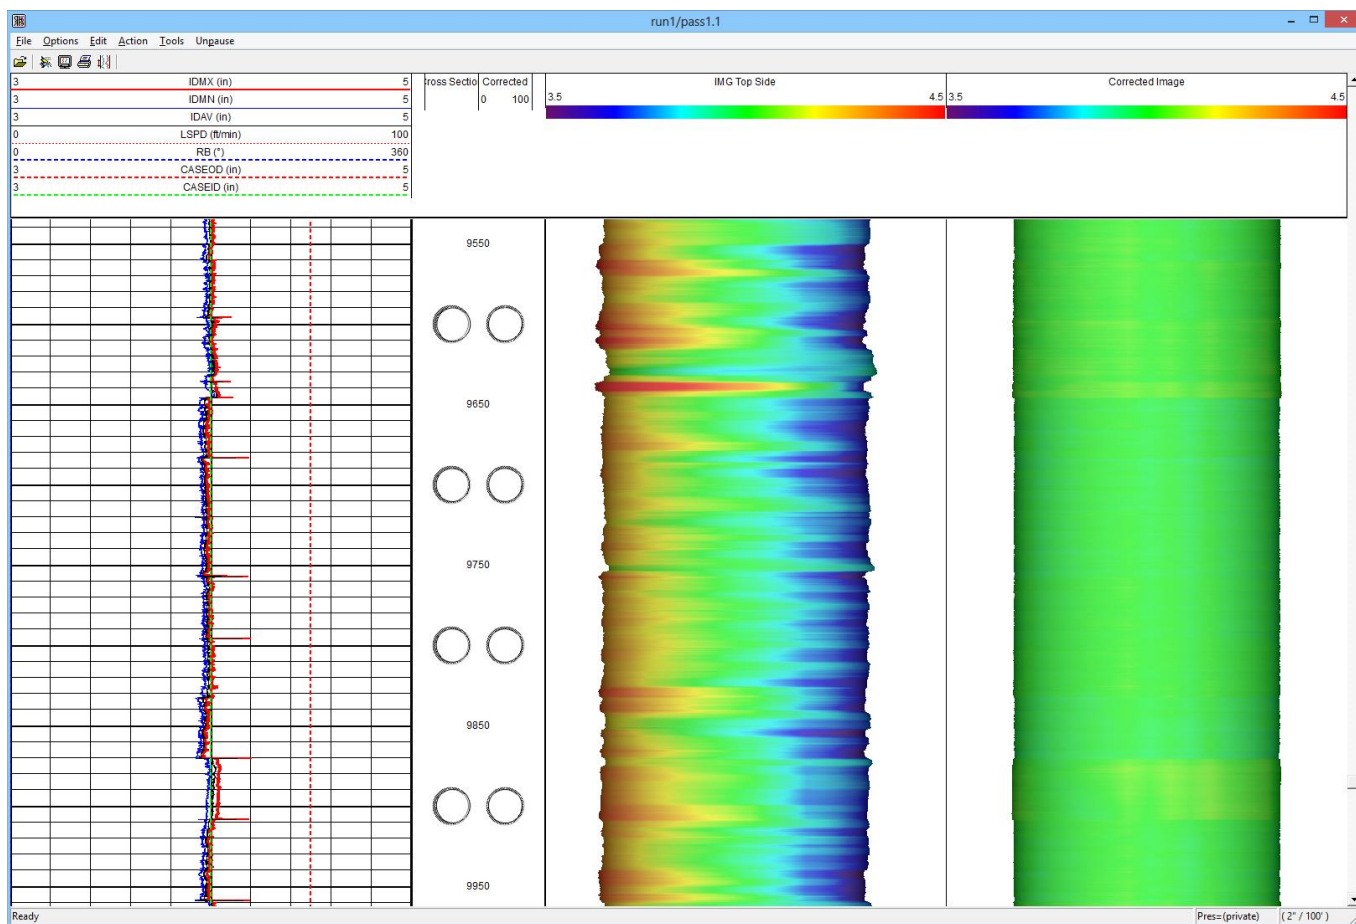 run1/pass1.1
File Options Edit Action Tools Unpause
3 IDMX (in) 5
3 IDMN (in) 5
3 IDAV (in) 5
0 LSPD (ft/min) 100
0 RB (°) 360
3 CASEOD (in) 5
3 CASEID (in) 5
Cross Sectio
Corrected
0 100
IMG Top Side
3.5 4.5
Corrected Image
3.5 4.5
9550
9650
9750
9850
9950
Ready
Pres=(private) ( 2" / 100' )